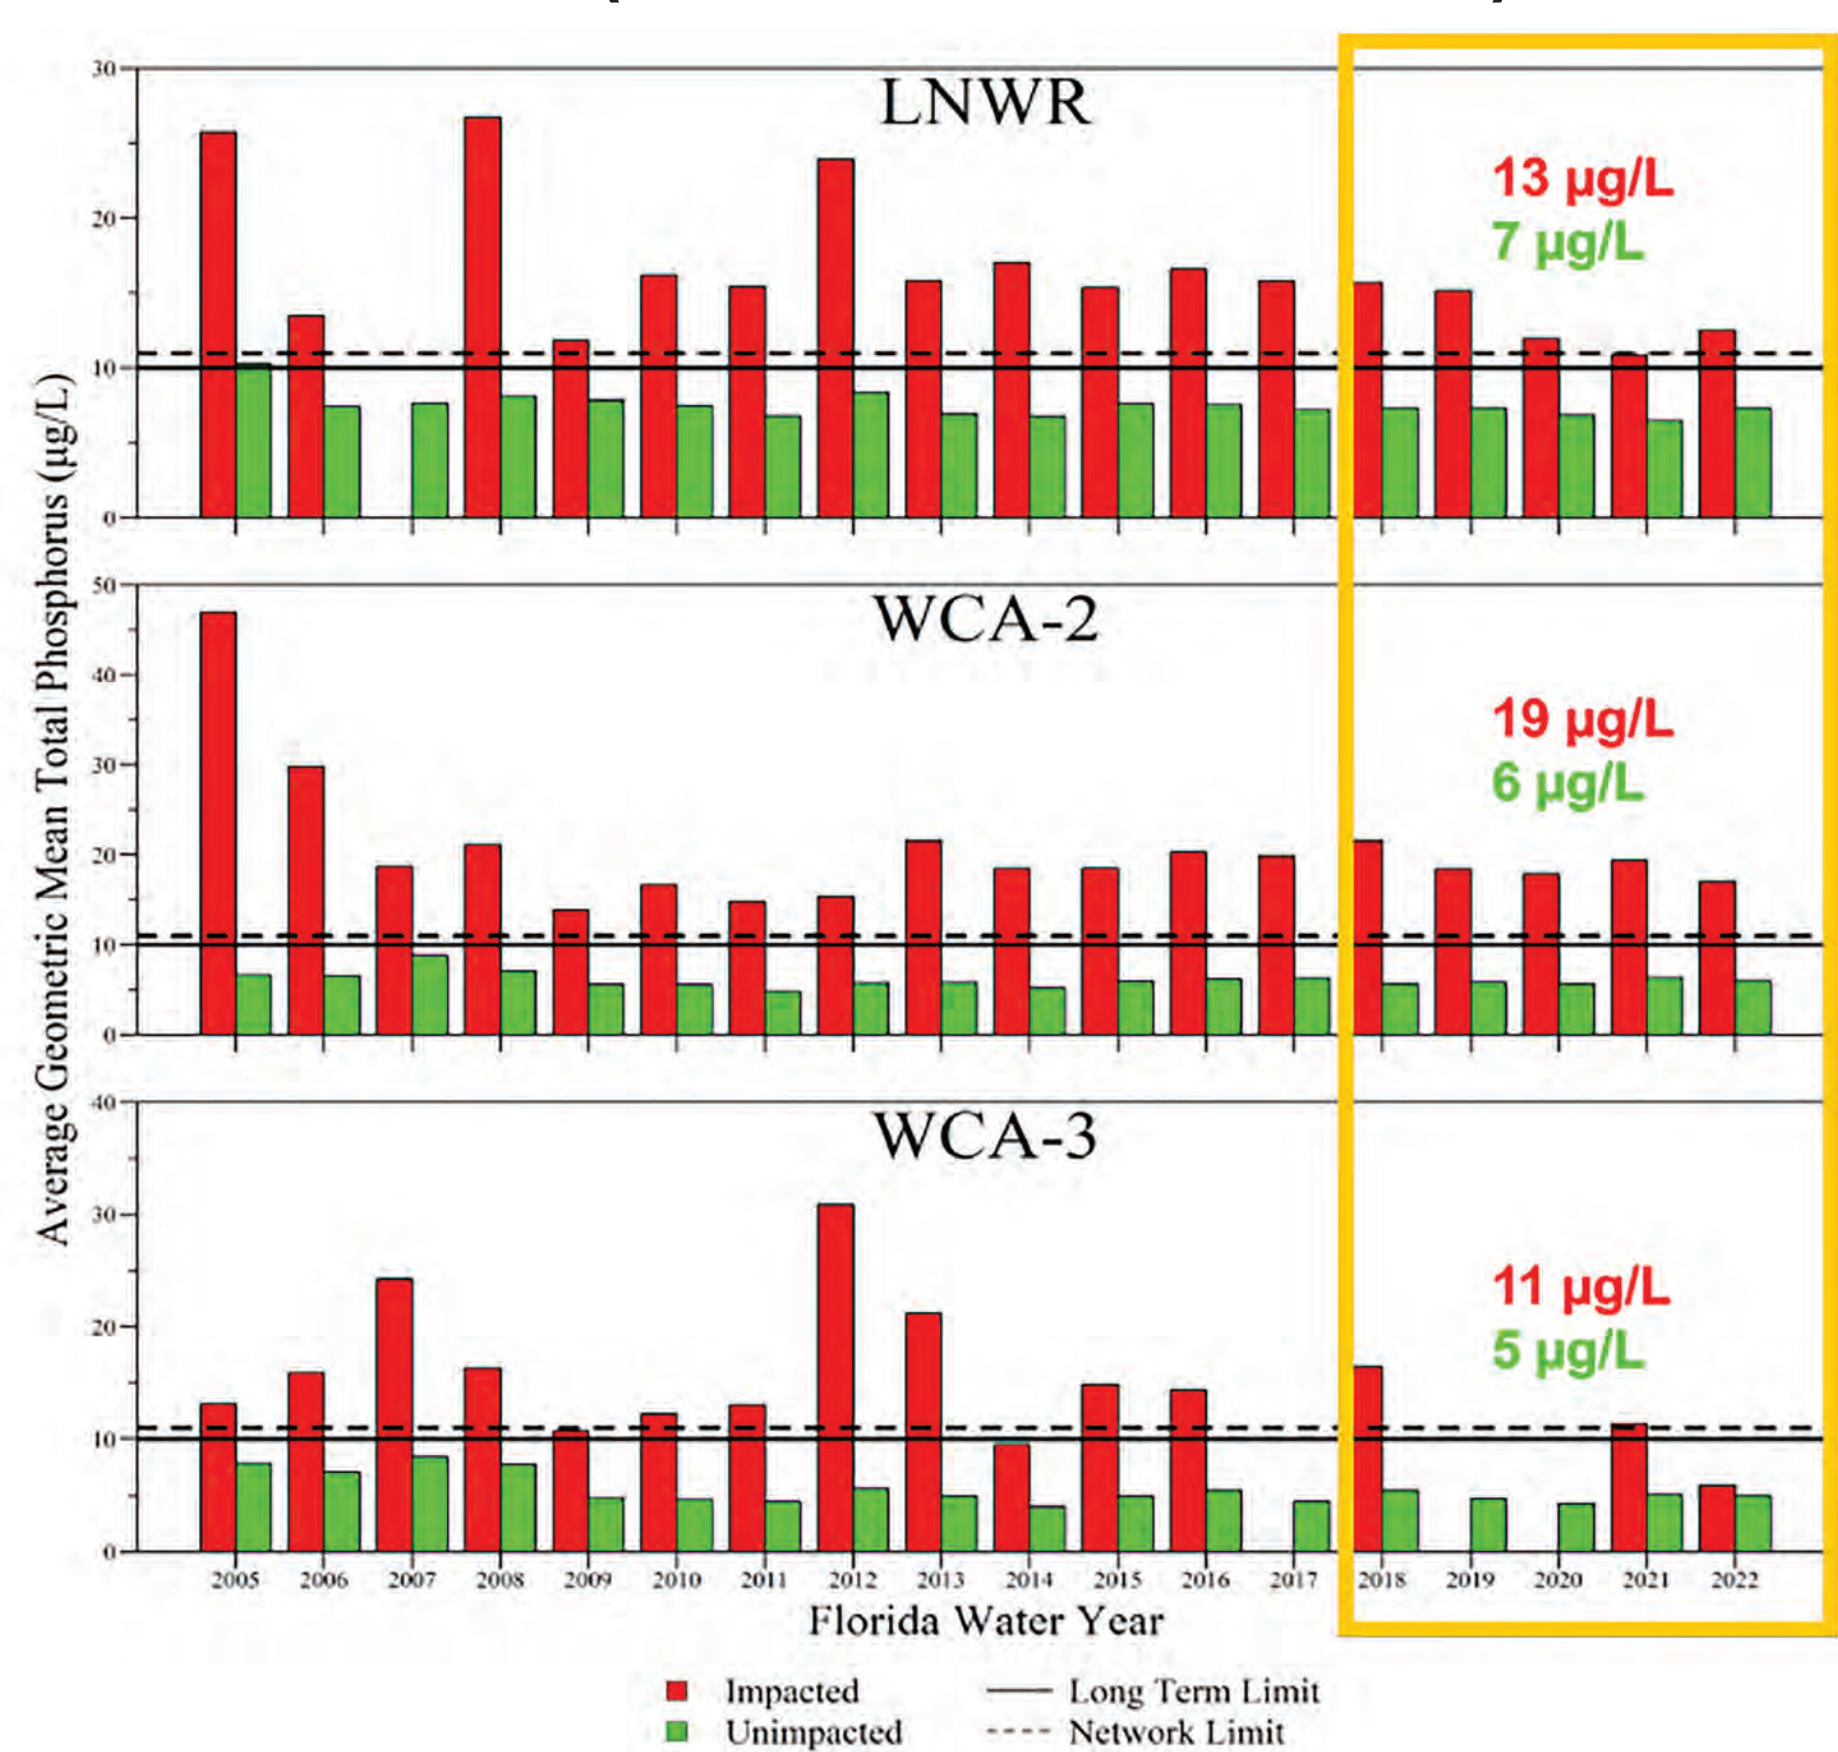 LNWR
30
20
10
0
13 µg/L
7 µg/L
WCA-2
50
40
30
20
10
0
19 µg/L
6 µg/L
WCA-3
40
30
20
10
0
11 µg/L
5 µg/L
Average Geometric Mean Total Phosphorus (µg/L)
2005 2006 2007 2008 2009 2010 2011 2012 2013 2014 2015 2016 2017 2018 2019 2020 2021 2022
Florida Water Year
Impacted
Long Term Limit
Unimpacted
Network Limit